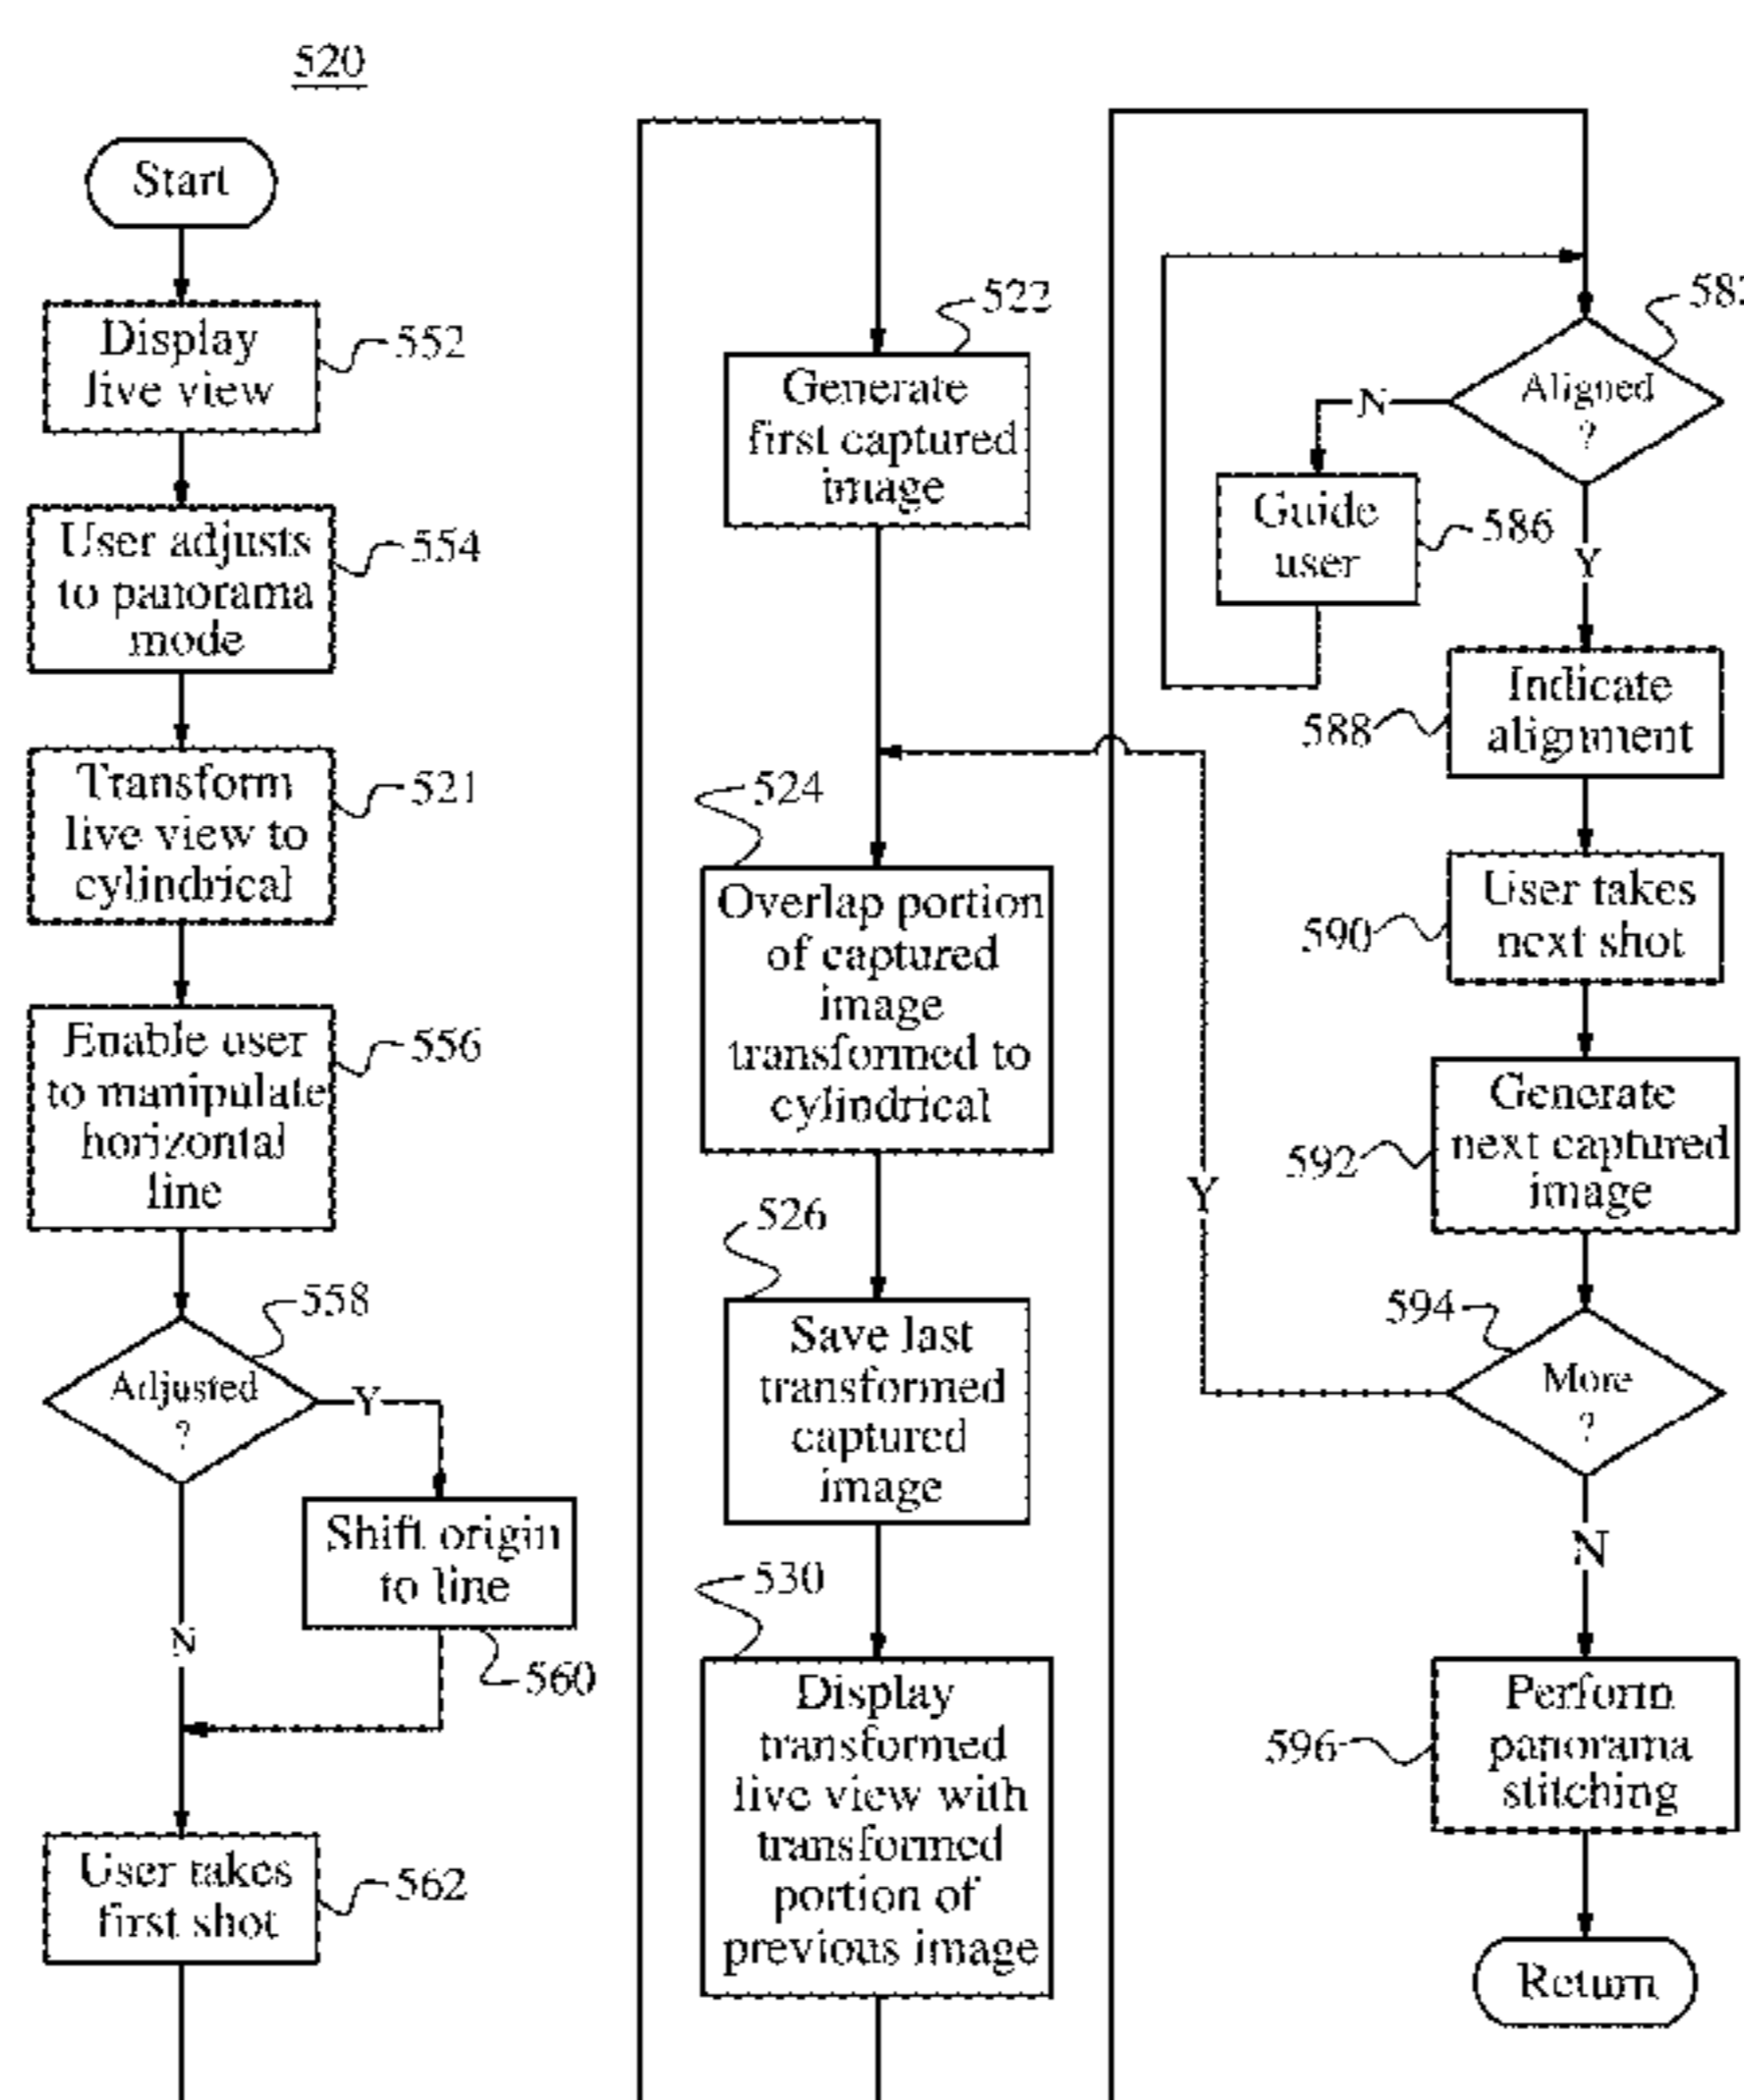 520
Start
Display
live view
552
User adjusts
to panorama
mode
554
Transform
live view to
cylindrical
521
Enable user
to manipulate
horizontal
line
556
558
Adjusted
?
Y
N
Shift origin
to line
560
User takes
first shot
562
522
Generate
first captured
image
524
Overlap portion
of captured
image
transformed to
cylindrical
526
Save last
transformed
captured
image
530
Display
transformed
live view with
transformed
portion of
previous image
Aligned
?
N
Y
Guide
user
586
Indicate
alignment
588
User takes
next shot
590
Generate
next captured
image
592
594
More
?
Y
N
Perform
panorama
stitching
596
Return